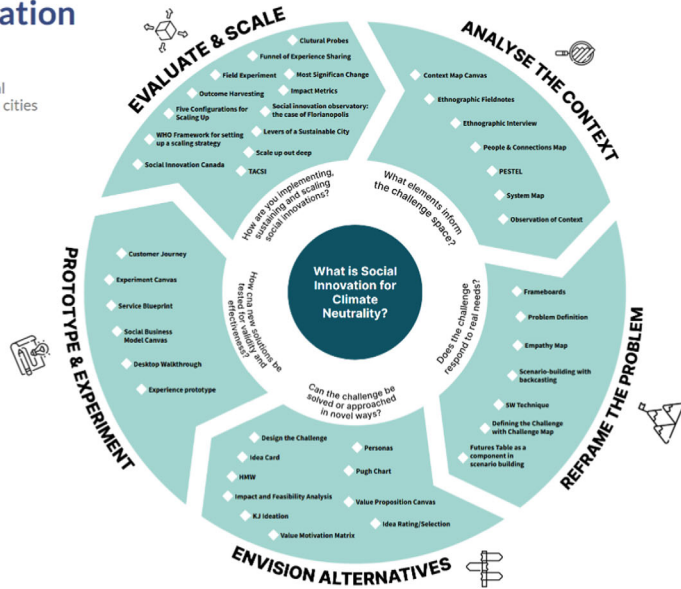 ation
l
cities
EVALUATE & SCALE
Clutural Probes
Funnel of Experience Sharing
Field Experiment
Most Significan Change
Outcome Harvesting
Impact Metrics
Five Configurations for
Scaling Up
Social innovation observatory:
the case of Florianopolis
WHO Framework for setting
up a scaling strategy
Levers of a Sustainable City
Scale up out deep
Social Innovation Canada
TACSI
How are you implementing,
sustaining and scaling
social innovations?
ANALYSE THE CONTEXT
Context Map Canvas
Ethnographic Fieldnotes
Ethnographic Interview
People & Connections Map
PESTEL
System Map
Observation of Context
What elements inform
the challenge space?
REFRAME THE PROBLEM
Frameboards
Problem Definition
Empathy Map
Scenario-building with
backcasting
5W Technique
Defining the Challenge
with Challenge Map
Futures Table as a
component in
scenario building
Does the challenge
respond to real needs?
ENVISION ALTERNATIVES
Design the Challenge
Personas
Idea Card
Pugh Chart
HMW
Impact and Feasibility Analysis
Value Proposition Canvas
KJ Ideation
Idea Rating/Selection
Value Motivation Matrix
Can the challenge be
solved or approached
in novel ways?
PROTOTYPE & EXPERIMENT
Customer Journey
Experiment Canvas
Service Blueprint
Social Business
Model Canvas
Desktop Walkthrough
Experience prototype
How cna new solutions be
tested for validity and
effectiveness?
What is Social
Innovation for
Climate
Neutrality?